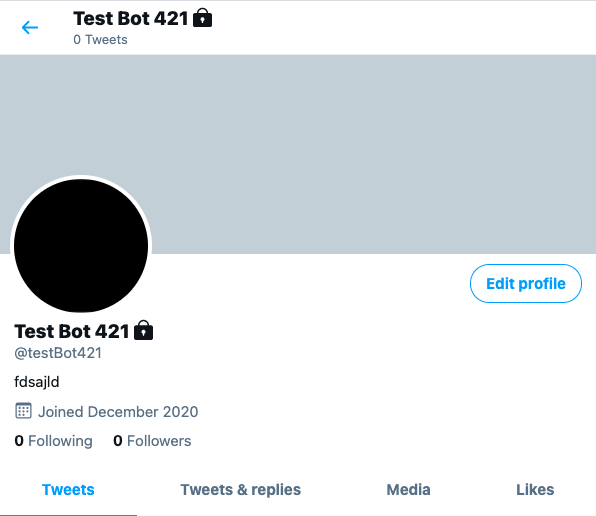 Test Bot 421
0 Tweets
Edit profile
Test Bot 421
@testBot421
fdsajld
Joined December 2020
0 Following 0 Followers
Tweets Tweets & replies Media Likes